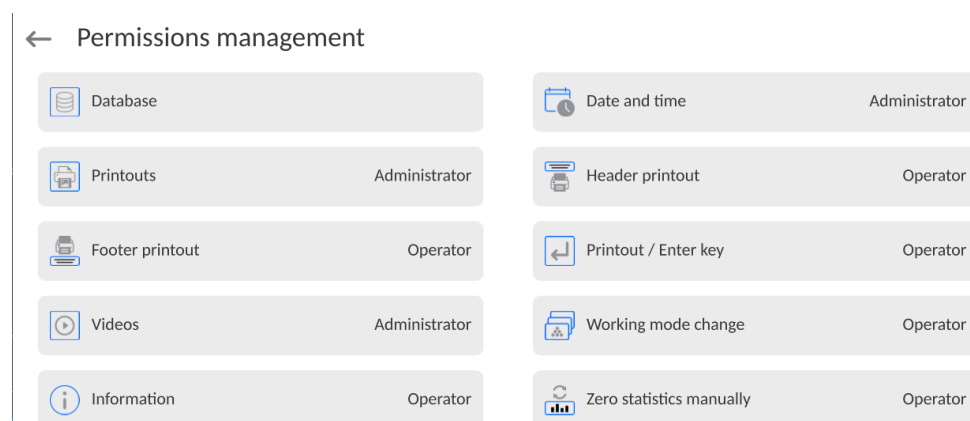 Permissions management
Database
Date and time Administrator
Printouts Administrator
Header printout Operator
Footer printout Operator
Printout / Enter key Operator
Videos Administrator
Working mode change Operator
Information Operator
Zero statistics manually Operator